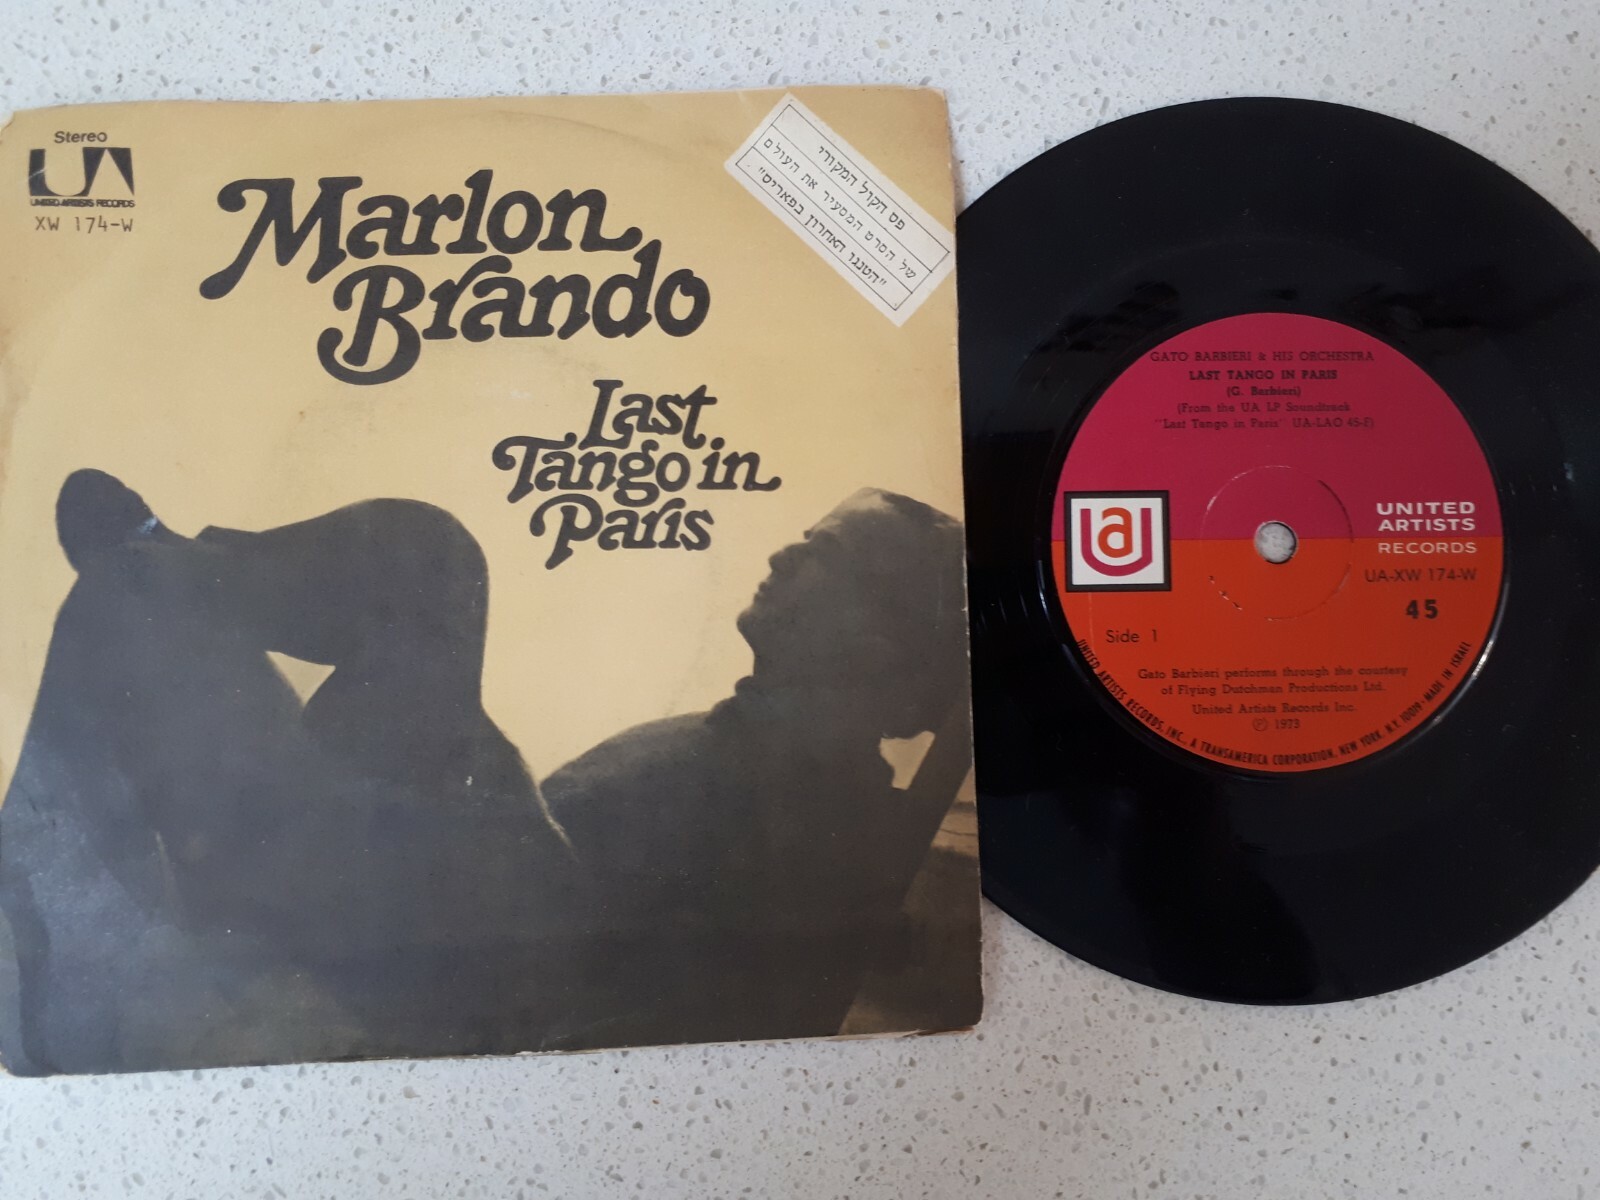 Stereo
UA
UNITED ARTISTS RECORDS
XW 174-W
Marlon
Brando
Last
Tango in
Paris
פס הקול המקורי
של הסרט המסעיר את העולם
"הטנגו האחרון בפאריס"
GATO BARBIERI & HIS ORCHESTRA
LAST TANGO IN PARIS
(G. Barbieri)
(From the UA LP Soundtrack
"Last Tango in Paris" UA-LAO 45-F)
ua
UNITED
ARTISTS
RECORDS
UA-XW 174-W
45
Side 1
Gato Barbieri performs through the courtesy
of Flying Dutchman Productions Ltd.
United Artists Records Inc.
Ⓟ 1973
UNITED ARTISTS RECORDS, INC., A TRANSAMERICA CORPORATION, NEW YORK, N.Y. 10019 • MADE IN ISRAEL